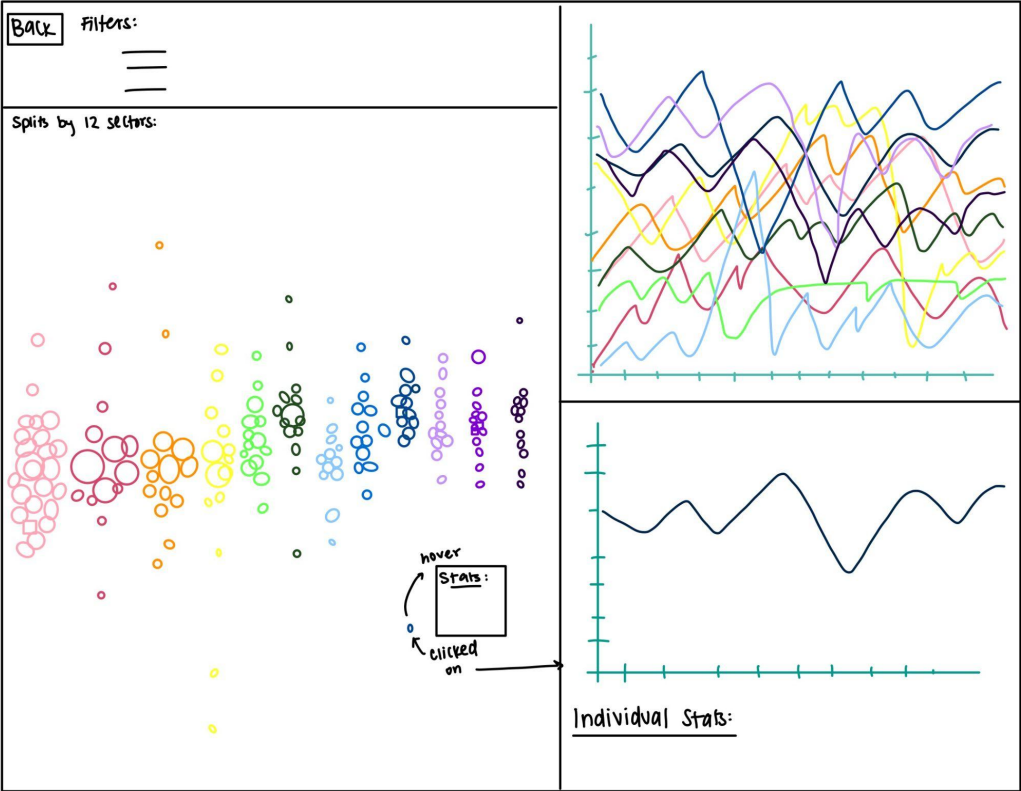 Back
Filters:
Splits by 12 sectors:
hover
Stats:
clicked
on
Individual Stats: